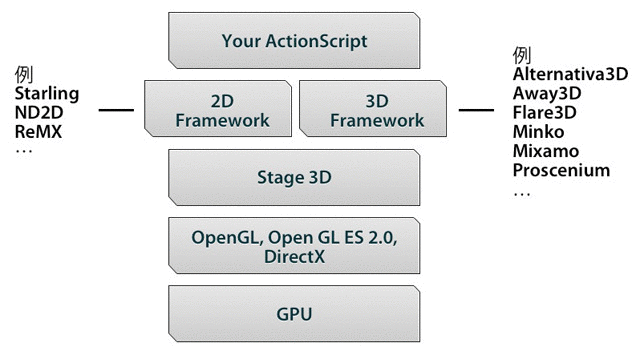 Your ActionScript
例
Starling
ND2D
ReMX
…
2D
Framework
3D
Framework
例
Alternativa3D
Away3D
Flare3D
Minko
Mixamo
Proscenium
…
Stage 3D
OpenGL, Open GL ES 2.0,
DirectX
GPU